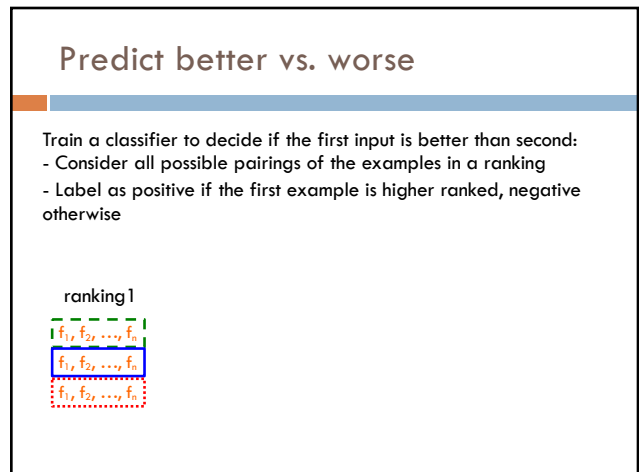 Predict better vs. worse
Train a classifier to decide if the first input is better than second:
- Consider all possible pairings of the examples in a ranking
- Label as positive if the first example is higher ranked, negative
otherwise
ranking1
f₁, f₂, …, fₙ
f₁, f₂, …, fₙ
f₁, f₂, …, fₙ